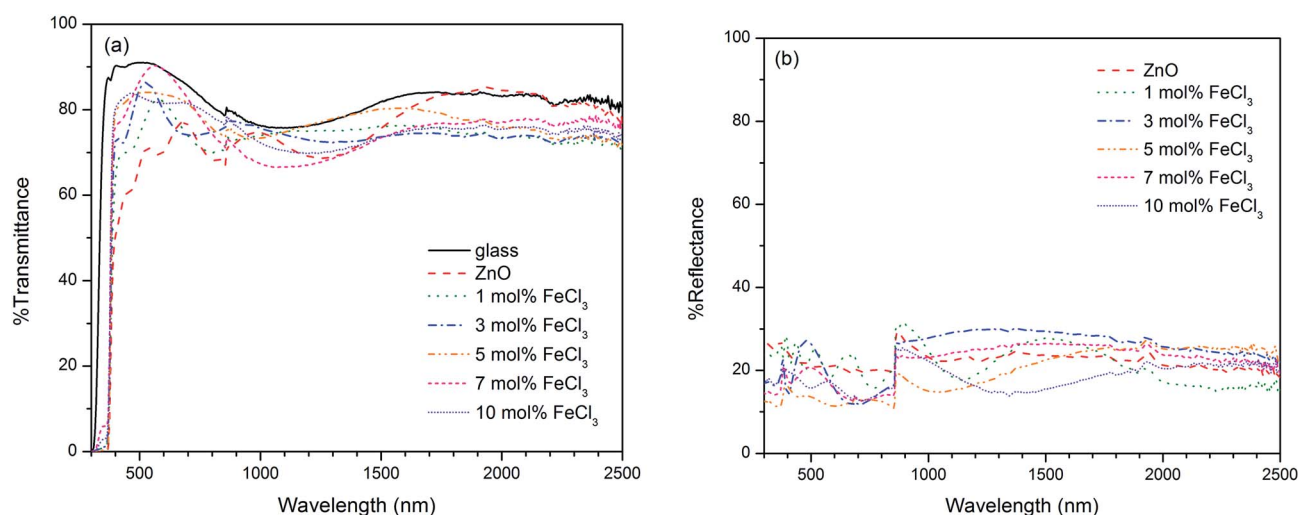 (a)
100
80
60
40
20
0
%Transmittance
500
1000
1500
2000
2500
Wavelength (nm)
glass
ZnO
1 mol% FeCl₃
3 mol% FeCl₃
5 mol% FeCl₃
7 mol% FeCl₃
10 mol% FeCl₃
(b)
100
80
60
40
20
0
%Reflectance
500
1000
1500
2000
2500
Wavelength (nm)
ZnO
1 mol% FeCl₃
3 mol% FeCl₃
5 mol% FeCl₃
7 mol% FeCl₃
10 mol% FeCl₃